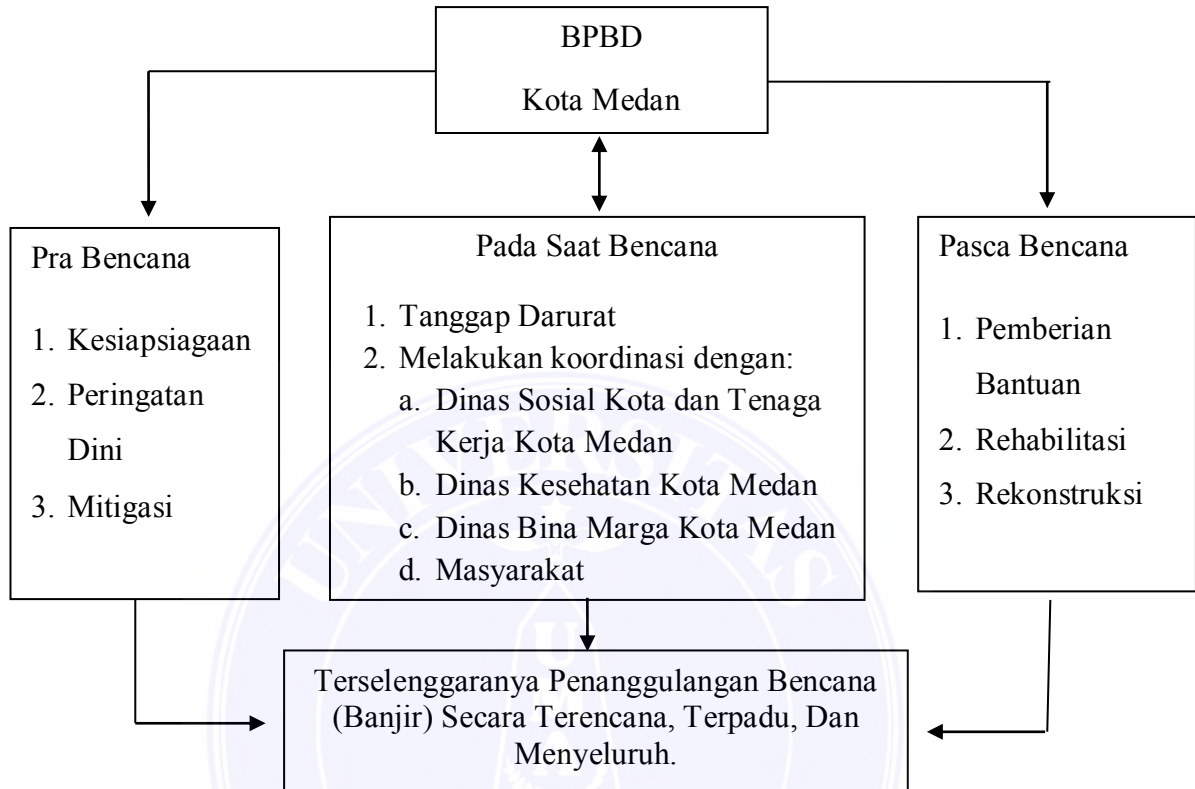 BPBD
Kota Medan
Pra Bencana
1. Kesiapsiagaan
2. Peringatan
Dini
3. Mitigasi
Pada Saat Bencana
1. Tanggap Darurat
2. Melakukan koordinasi dengan:
a. Dinas Sosial Kota dan Tenaga
Kerja Kota Medan
b. Dinas Kesehatan Kota Medan
c. Dinas Bina Marga Kota Medan
d. Masyarakat
Pasca Bencana
1. Pemberian
Bantuan
2. Rehabilitasi
3. Rekonstruksi
Terselenggaranya Penanggulangan Bencana
(Banjir) Secara Terencana, Terpadu, Dan
Menyeluruh.
UNIVERSITAS
U
M
A